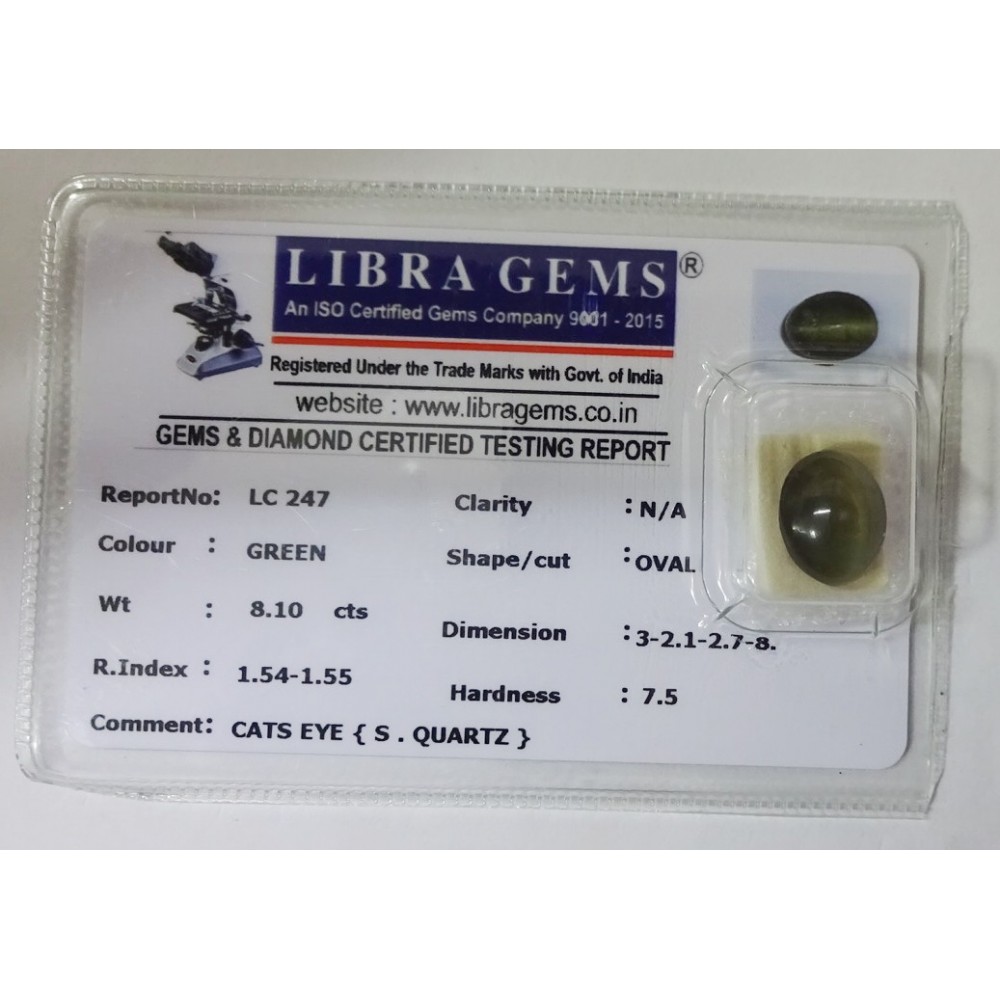 LIBRA GEMS ®
An ISO Certified Gems Company 9001 - 2015
Registered Under the Trade Marks with Govt. of India
website : www.libragems.co.in
GEMS & DIAMOND CERTIFIED TESTING REPORT
ReportNo: LC 247
Clarity : N/A
Colour : GREEN
Shape/cut : OVAL
Wt : 8.10 cts
Dimension : 3-2.1-2.7-8.
R.Index : 1.54-1.55
Hardness : 7.5
Comment: CATS EYE { S . QUARTZ }